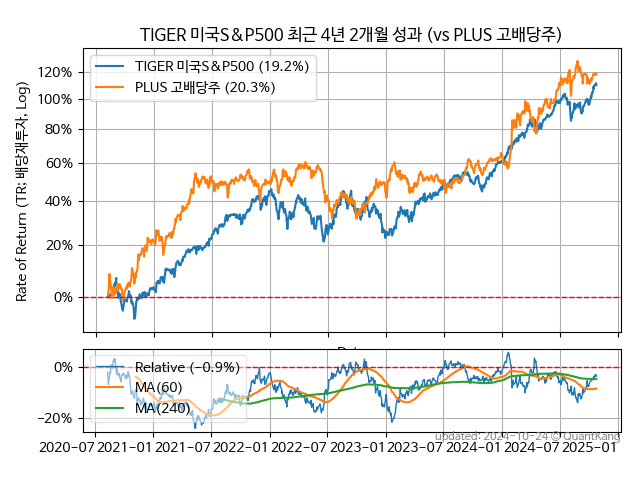 TIGER 미국S&P500 최근 4년 2개월 성과 (vs PLUS 고배당주)
TIGER 미국S&P500 (19.2%)
PLUS 고배당주 (20.3%)
Rate of Return (TR: 배당재투자, Log)
120%
100%
80%
60%
40%
20%
0%
Relative (−0.9%)
MA(60)
MA(240)
0%
−20%
2020-07 2021-01 2021-07 2022-01 2022-07 2023-01 2023-07 2024-01 2024-07 2025-01
updated: 2024-10-24 © QuantKang